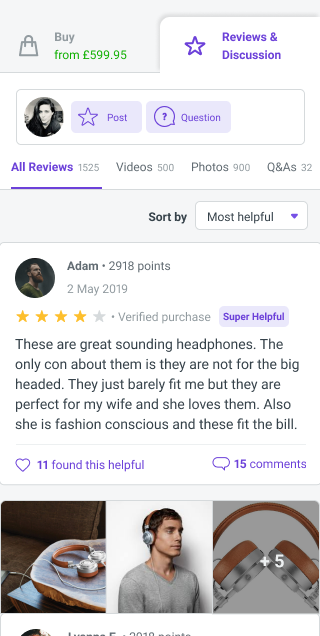 Buy
from £599.95
Reviews &
Discussion
Post
?
Question
All Reviews 1525
Videos 500
Photos 900
Q&As 32
Sort by
Most helpful
Adam • 2918 points
2 May 2019
• Verified purchase
Super Helpful
These are great sounding headphones. The
only con about them is they are not for the big
headed. They just barely fit me but they are
perfect for my wife and she loves them. Also
she is fashion conscious and these fit the bill.
11 found this helpful
15 comments
+ 5